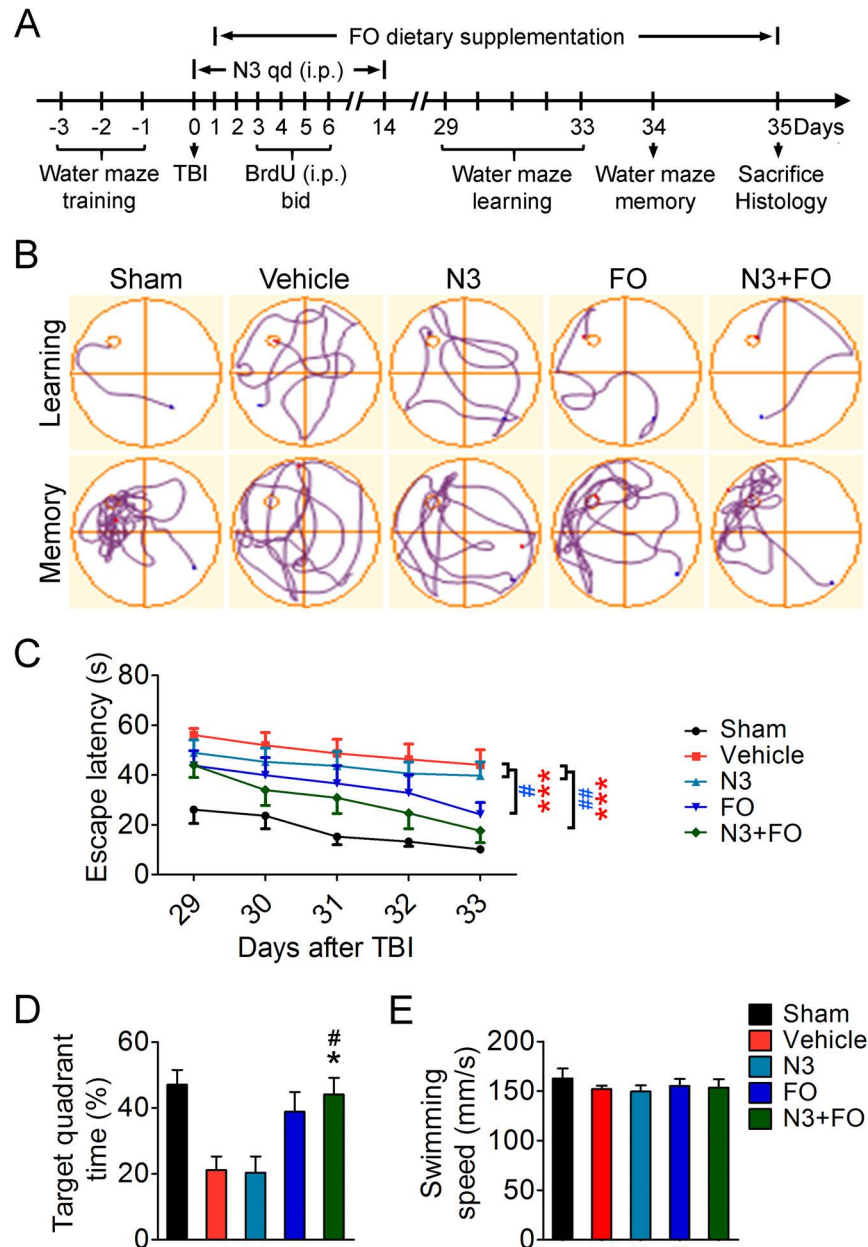 A
FO dietary supplementation
N3 qd (i.p.)
-3 -2 -1 0 1 2 3 4 5 6 14 29 33 34 35Days
Water maze training
TBI
BrdU (i.p.) bid
Water maze learning
Water maze memory
Sacrifice Histology
B
Sham Vehicle N3 FO N3+FO
Learning
Memory
C
Escape latency (s)
80
60
40
20
0
29 30 31 32 33
Days after TBI
# ***
## ***
Sham
Vehicle
N3
FO
N3+FO
D
Target quadrant
time (%)
60
40
20
0
#
*
E
Swimming
speed (mm/s)
200
150
100
50
0
Sham
Vehicle
N3
FO
N3+FO